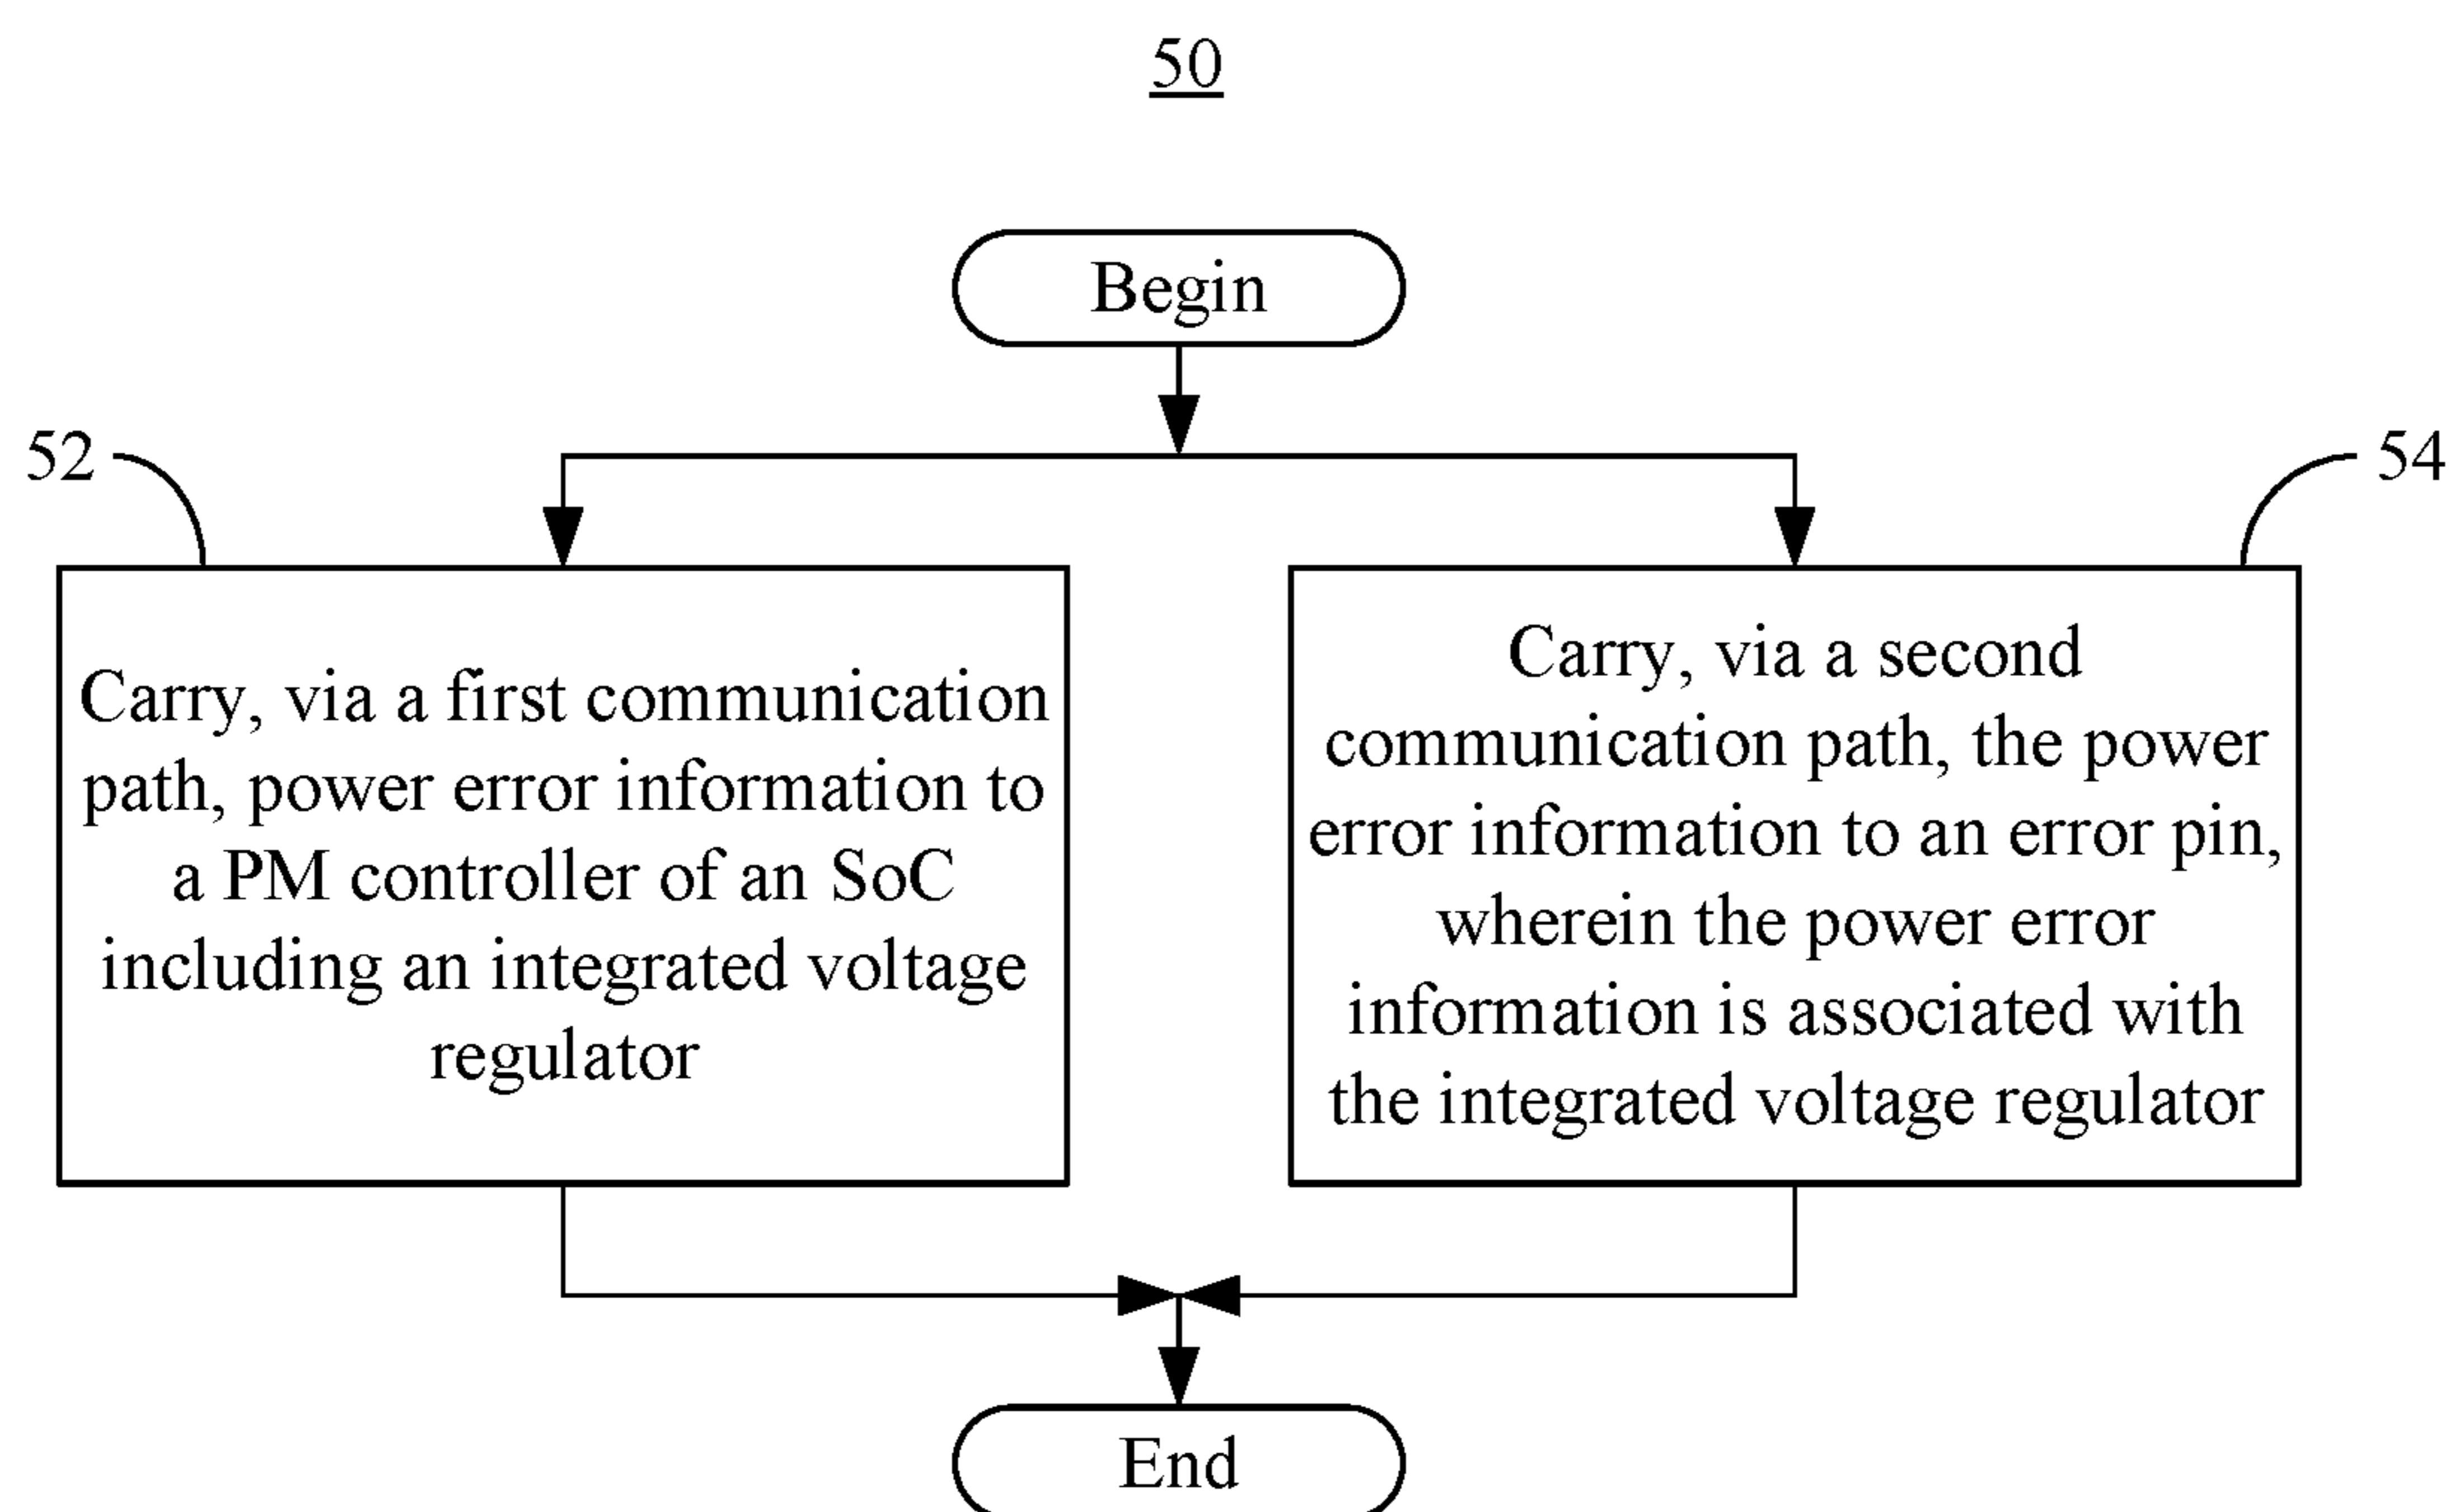 50
Begin
52
54
Carry, via a first communication
path, power error information to
a PM controller of an SoC
including an integrated voltage
regulator
Carry, via a second
communication path, the power
error information to an error pin,
wherein the power error
information is associated with
the integrated voltage regulator
End